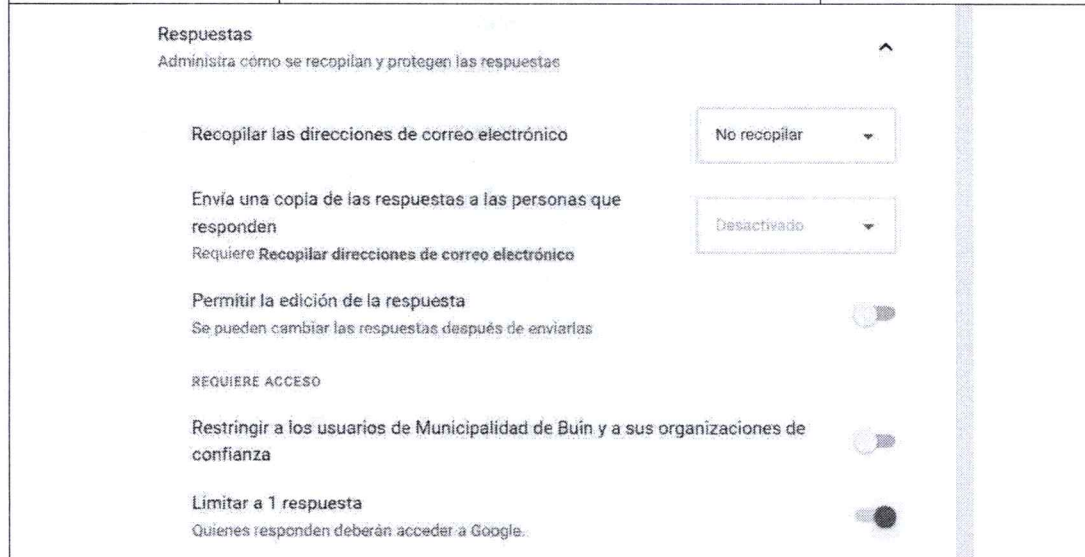 Respuestas
Administra cómo se recopilan y protegen las respuestas
Recopilar las direcciones de correo electrónico
No recopilar
Envía una copia de las respuestas a las personas que
responden
Desactivado
Requiere Recopilar direcciones de correo electrónico
Permitir la edición de la respuesta
Se pueden cambiar las respuestas después de enviarlas
REQUIERE ACCESO
Restringir a los usuarios de Municipalidad de Buin y a sus organizaciones de
confianza
Limitar a 1 respuesta
Quienes responden deberán acceder a Google.